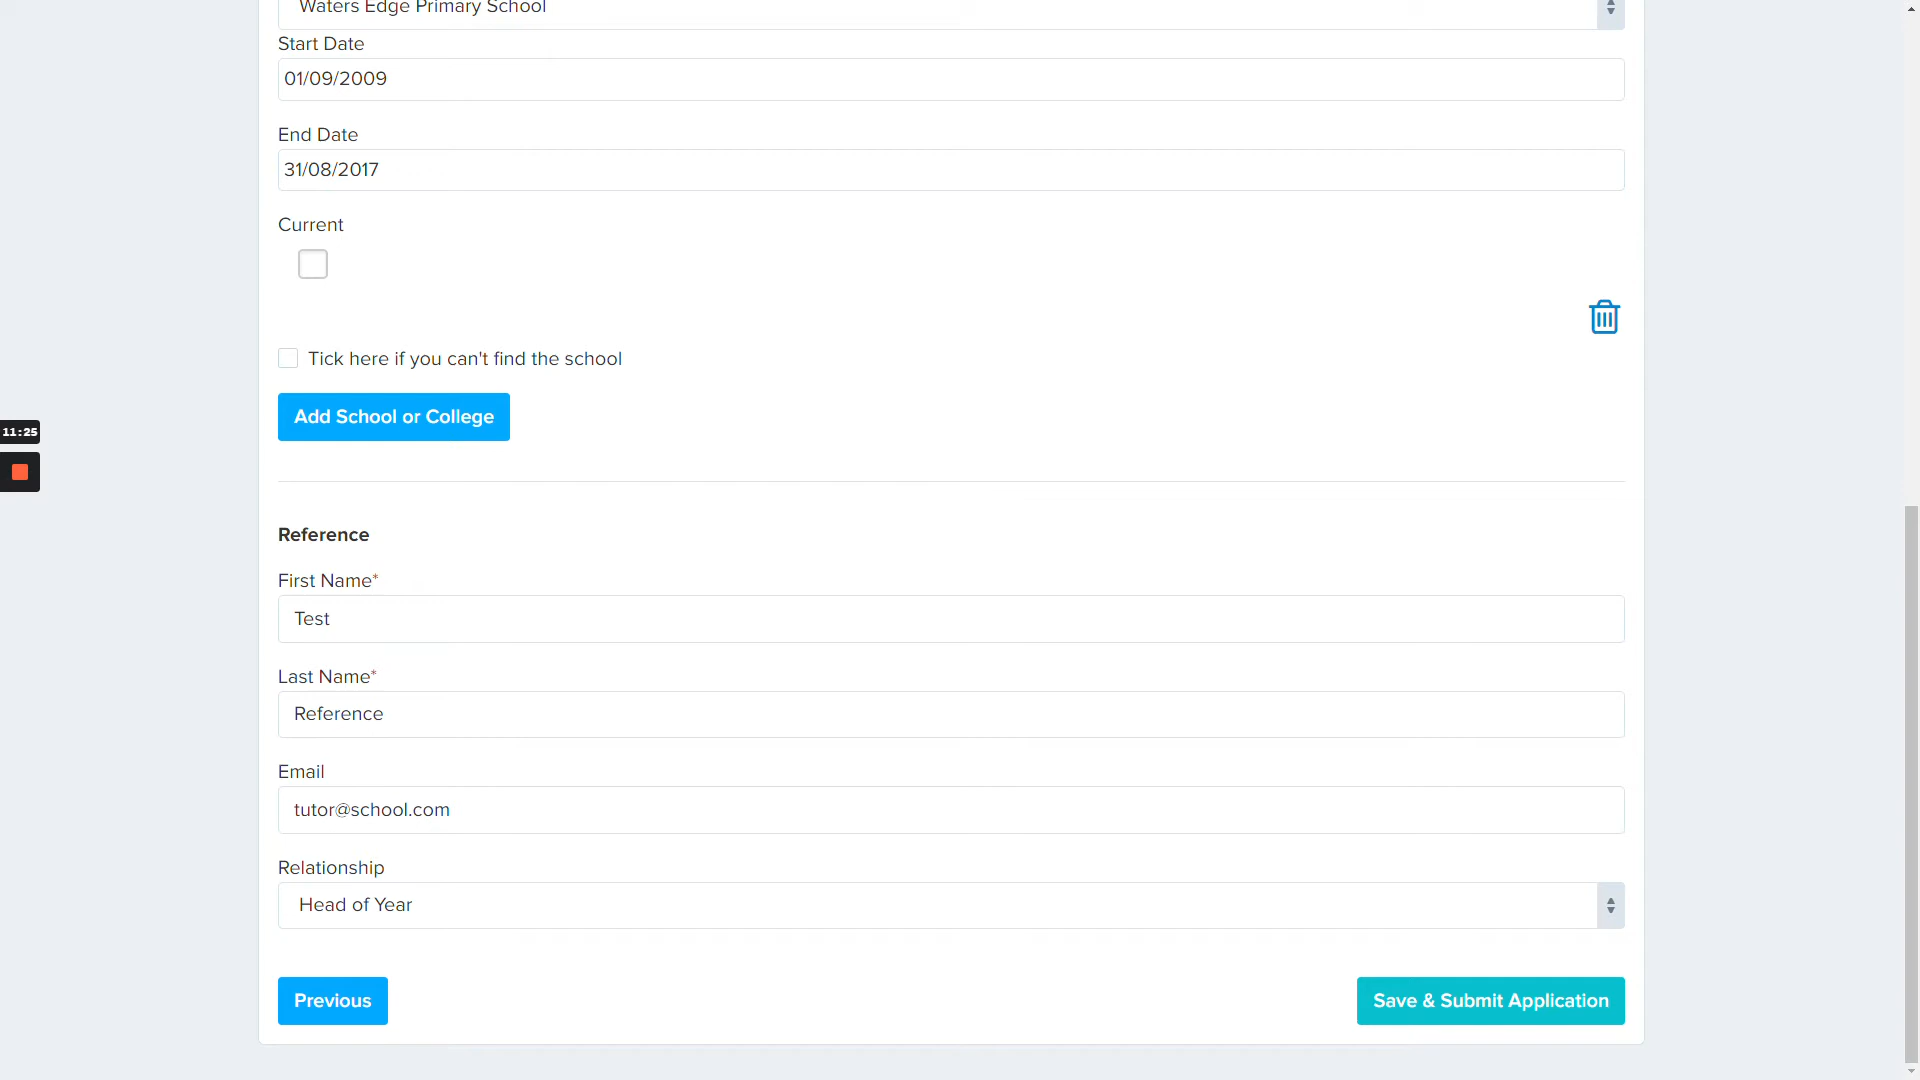 Waters Edge Primary School
Start Date
01/09/2009
End Date
31/08/2017
Current
Tick here if you can't find the school
Add School or College
11:25
Reference
First Name*
Test
Last Name*
Reference
Email
tutor@school.com
Relationship
Head of Year
Previous
Save & Submit Application